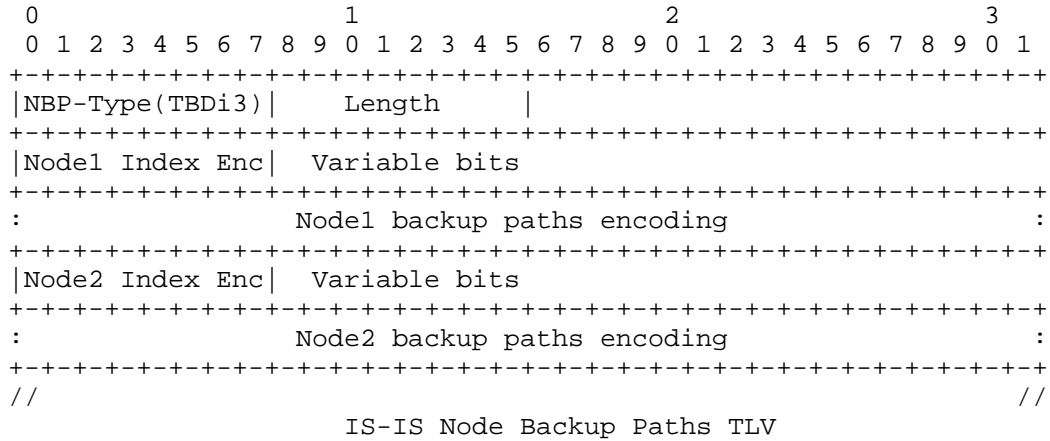 0                   1                   2                   3
 0 1 2 3 4 5 6 7 8 9 0 1 2 3 4 5 6 7 8 9 0 1 2 3 4 5 6 7 8 9 0 1
+-+-+-+-+-+-+-+-+-+-+-+-+-+-+-+-+-+-+-+-+-+-+-+-+-+-+-+-+-+-+-+-+
|NBP-Type(TBDi3)|    Length     |
+-+-+-+-+-+-+-+-+-+-+-+-+-+-+-+-+-+-+-+-+-+-+-+-+-+-+-+-+-+-+-+-+
|Node1 Index Enc|  Variable bits
+-+-+-+-+-+-+-+-+-+-+-+-+-+-+-+-+-+-+-+-+-+-+-+-+-+-+-+-+-+-+-+-+
:                 Node1 backup paths encoding                   :
+-+-+-+-+-+-+-+-+-+-+-+-+-+-+-+-+-+-+-+-+-+-+-+-+-+-+-+-+-+-+-+-+
|Node2 Index Enc|  Variable bits
+-+-+-+-+-+-+-+-+-+-+-+-+-+-+-+-+-+-+-+-+-+-+-+-+-+-+-+-+-+-+-+-+
:                 Node2 backup paths encoding                   :
+-+-+-+-+-+-+-+-+-+-+-+-+-+-+-+-+-+-+-+-+-+-+-+-+-+-+-+-+-+-+-+-+
//                                                             //
                    IS-IS Node Backup Paths TLV